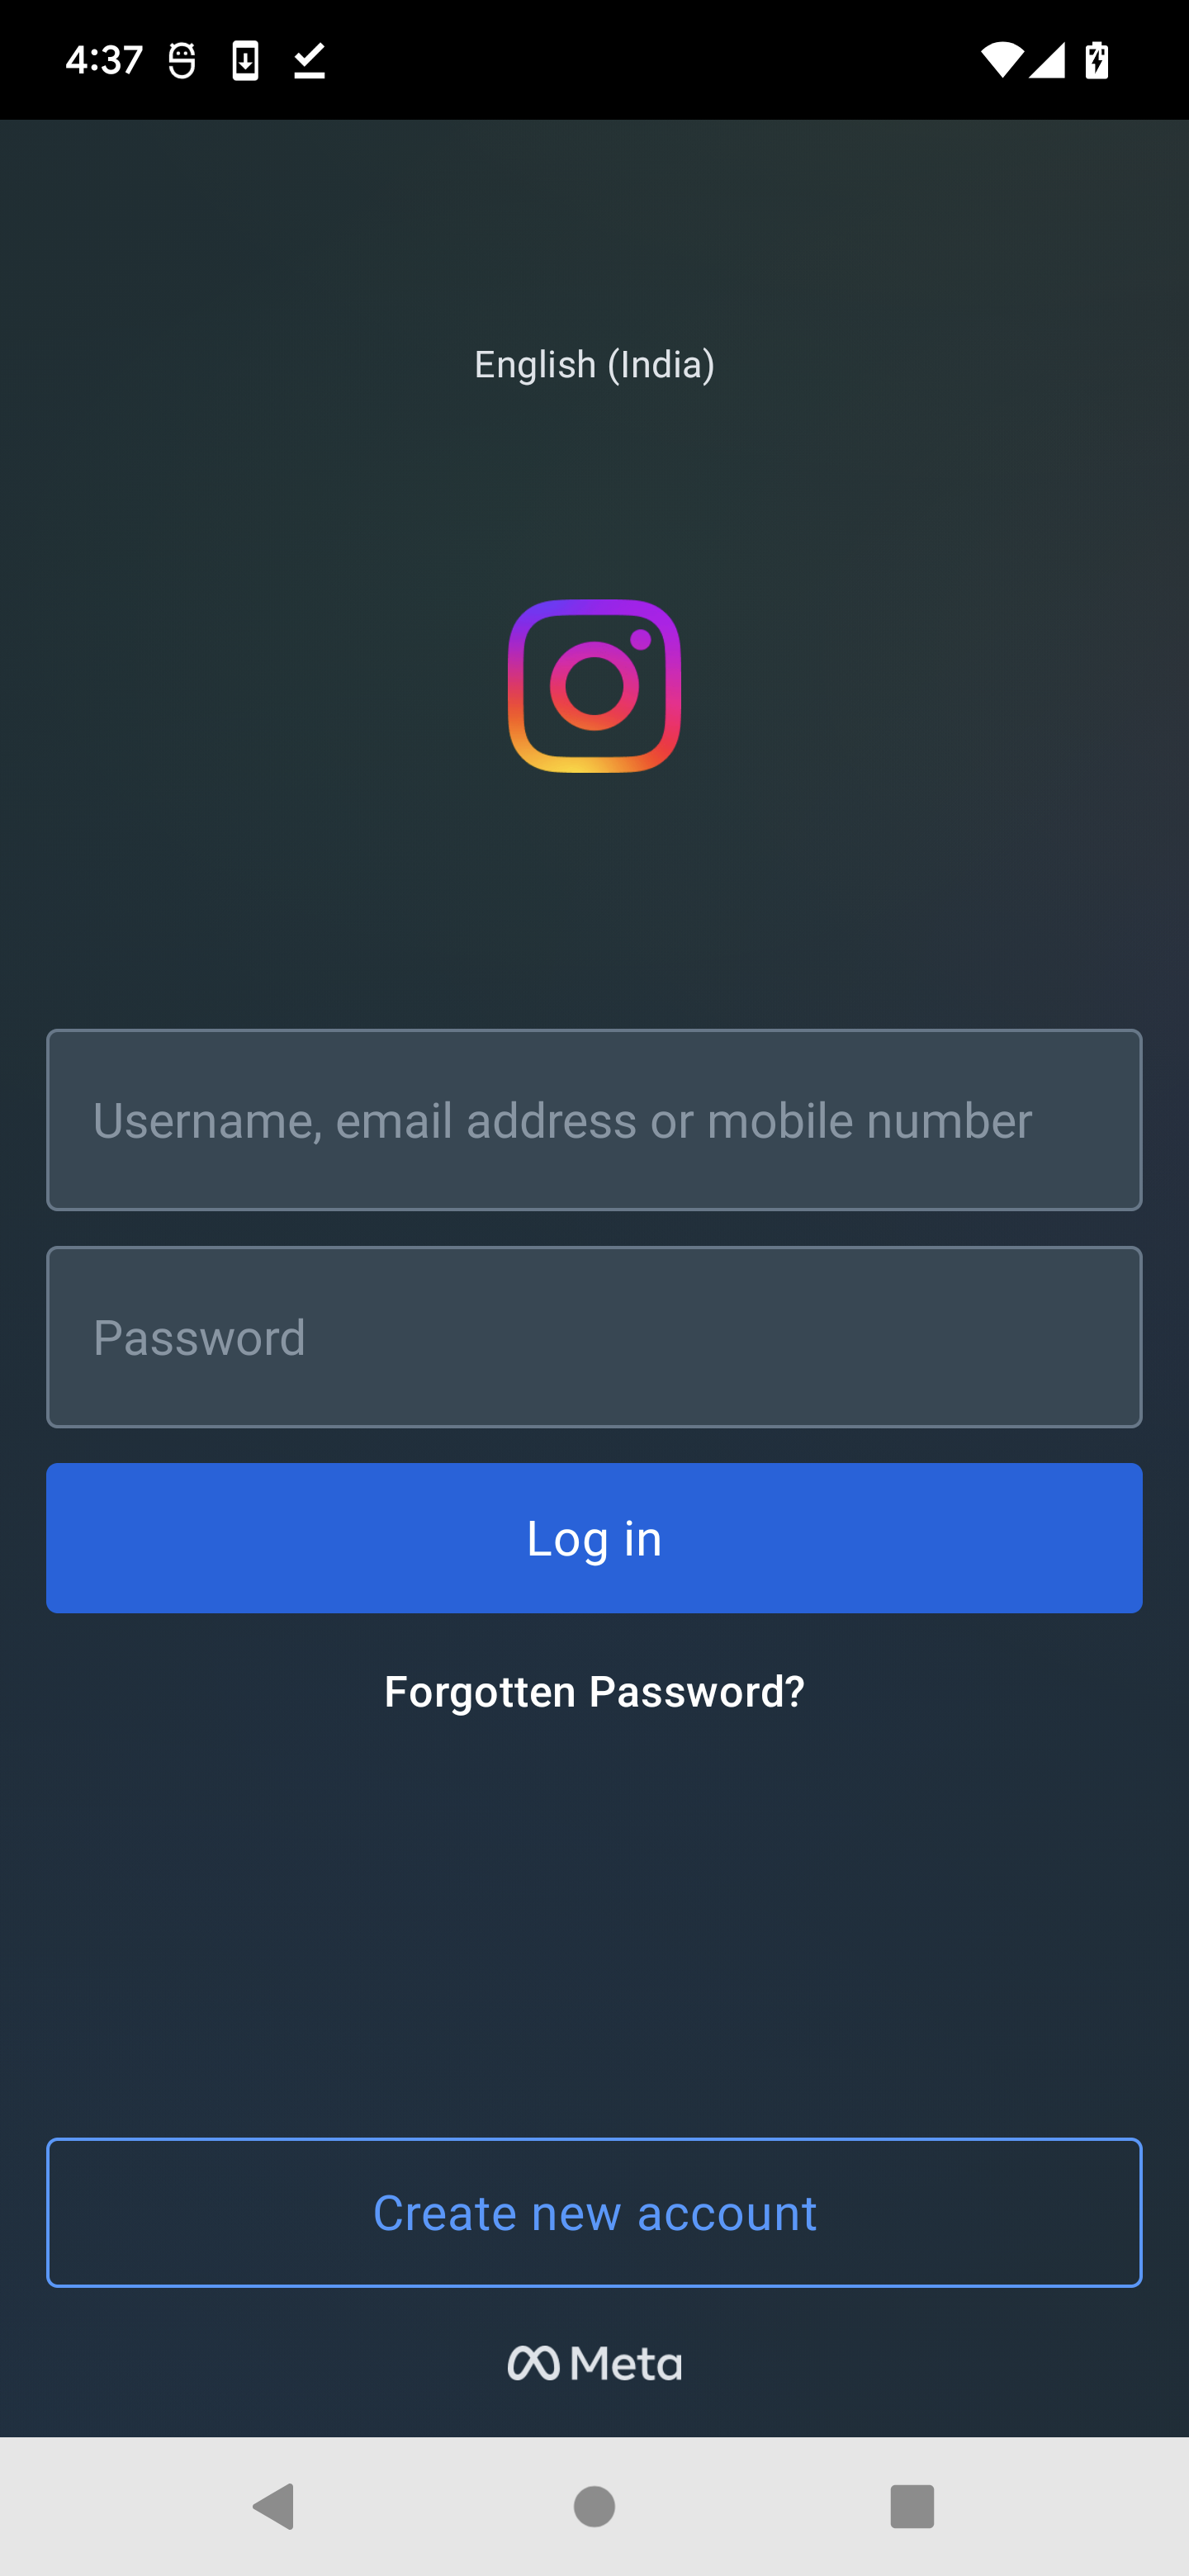 4:37
English (India)
Username, email address or mobile number
Password
Log in
Forgotten Password?
Create new account
Meta